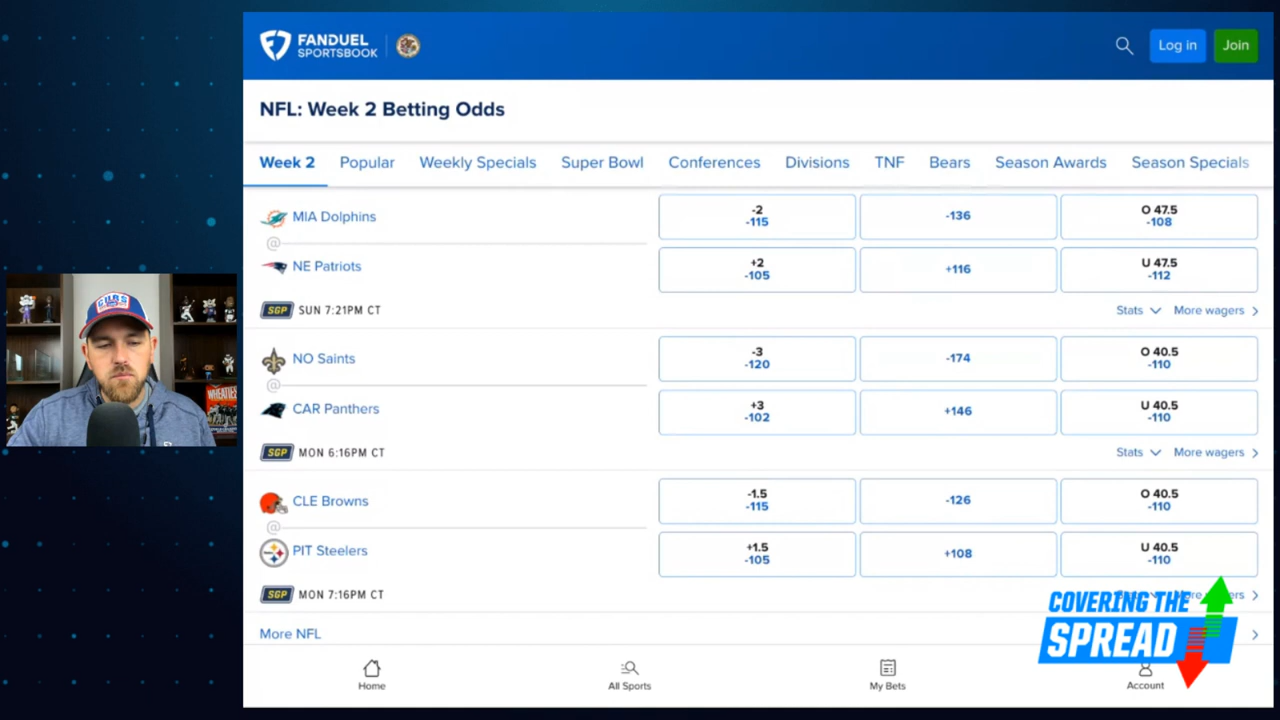 FANDUEL
SPORTSBOOK
Log in
Join
NFL: Week 2 Betting Odds
Week 2 Popular Weekly Specials Super Bowl Conferences Divisions TNF Bears Season Awards Season Specials
MIA Dolphins
-2
-115
-136
O 47.5
-108
@
NE Patriots
+2
-105
+116
U 47.5
-112
SGP SUN 7:21PM CT
Stats
More wagers
NO Saints
-3
-120
-174
O 40.5
-110
@
CAR Panthers
+3
-102
+146
U 40.5
-110
SGP MON 6:16PM CT
Stats
More wagers
CLE Browns
-1.5
-115
-126
O 40.5
-110
@
PIT Steelers
+1.5
-105
+108
U 40.5
-110
SGP MON 7:16PM CT
More NFL
Home
All Sports
My Bets
Account
COVERING THE
SPREAD
CUBS
WHEATIES